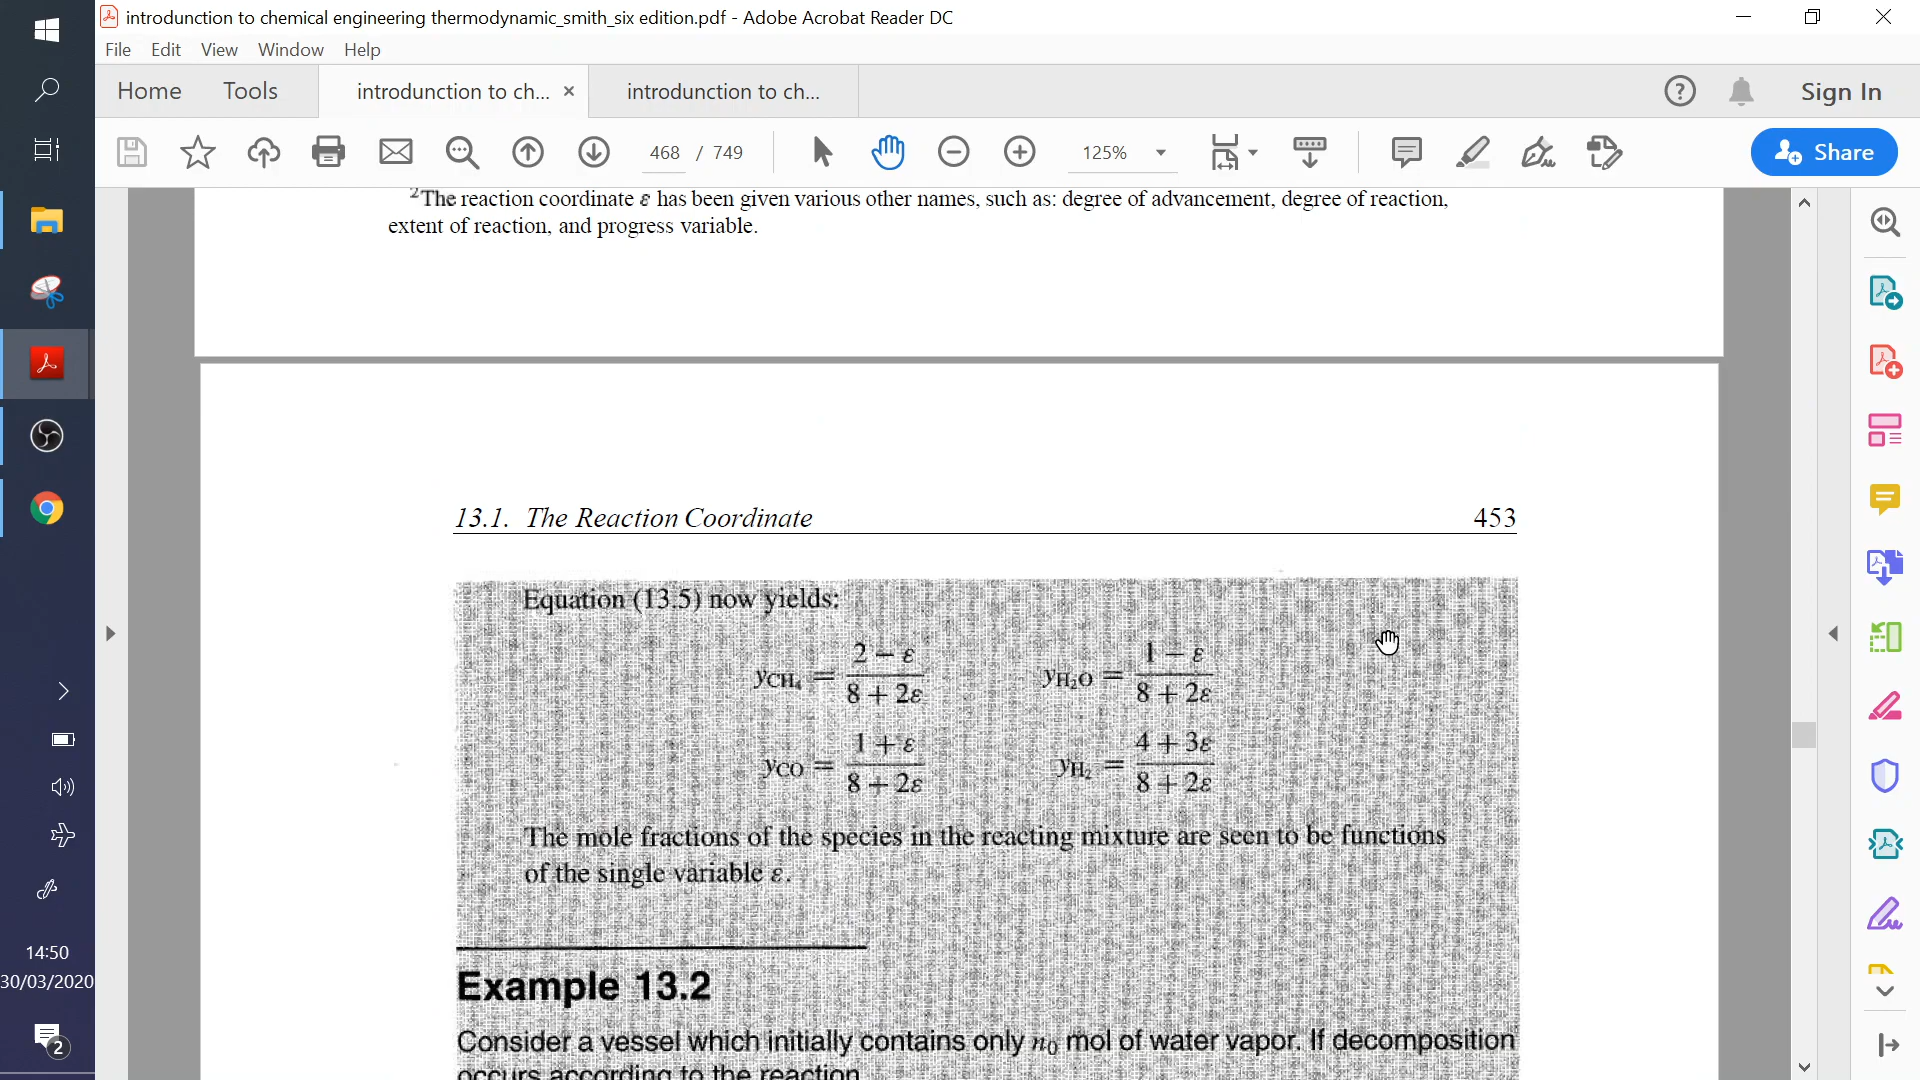 introdunction to chemical engineering thermodynamic_smith_six edition.pdf - Adobe Acrobat Reader DC
File Edit View Window Help
Home Tools introdunction to ch... × introdunction to ch... Sign In
468 / 749 125% Share
²The reaction coordinate ε has been given various other names, such as: degree of advancement, degree of reaction,
extent of reaction, and progress variable.
13.1. The Reaction Coordinate 453
Equation (13.5) now yields:
y_CH₄ = (2 − ε)/(8 + 2ε) y_H₂O = (1 − ε)/(8 + 2ε)
y_CO = (1 + ε)/(8 + 2ε) y_H₂ = (4 + 3ε)/(8 + 2ε)
The mole fractions of the species in the reacting mixture are seen to be functions
of the single variable ε.
Example 13.2
Consider a vessel which initially contains only n₀ mol of water vapor. If decomposition
occurs according to the reaction
14:50
30/03/2020
2